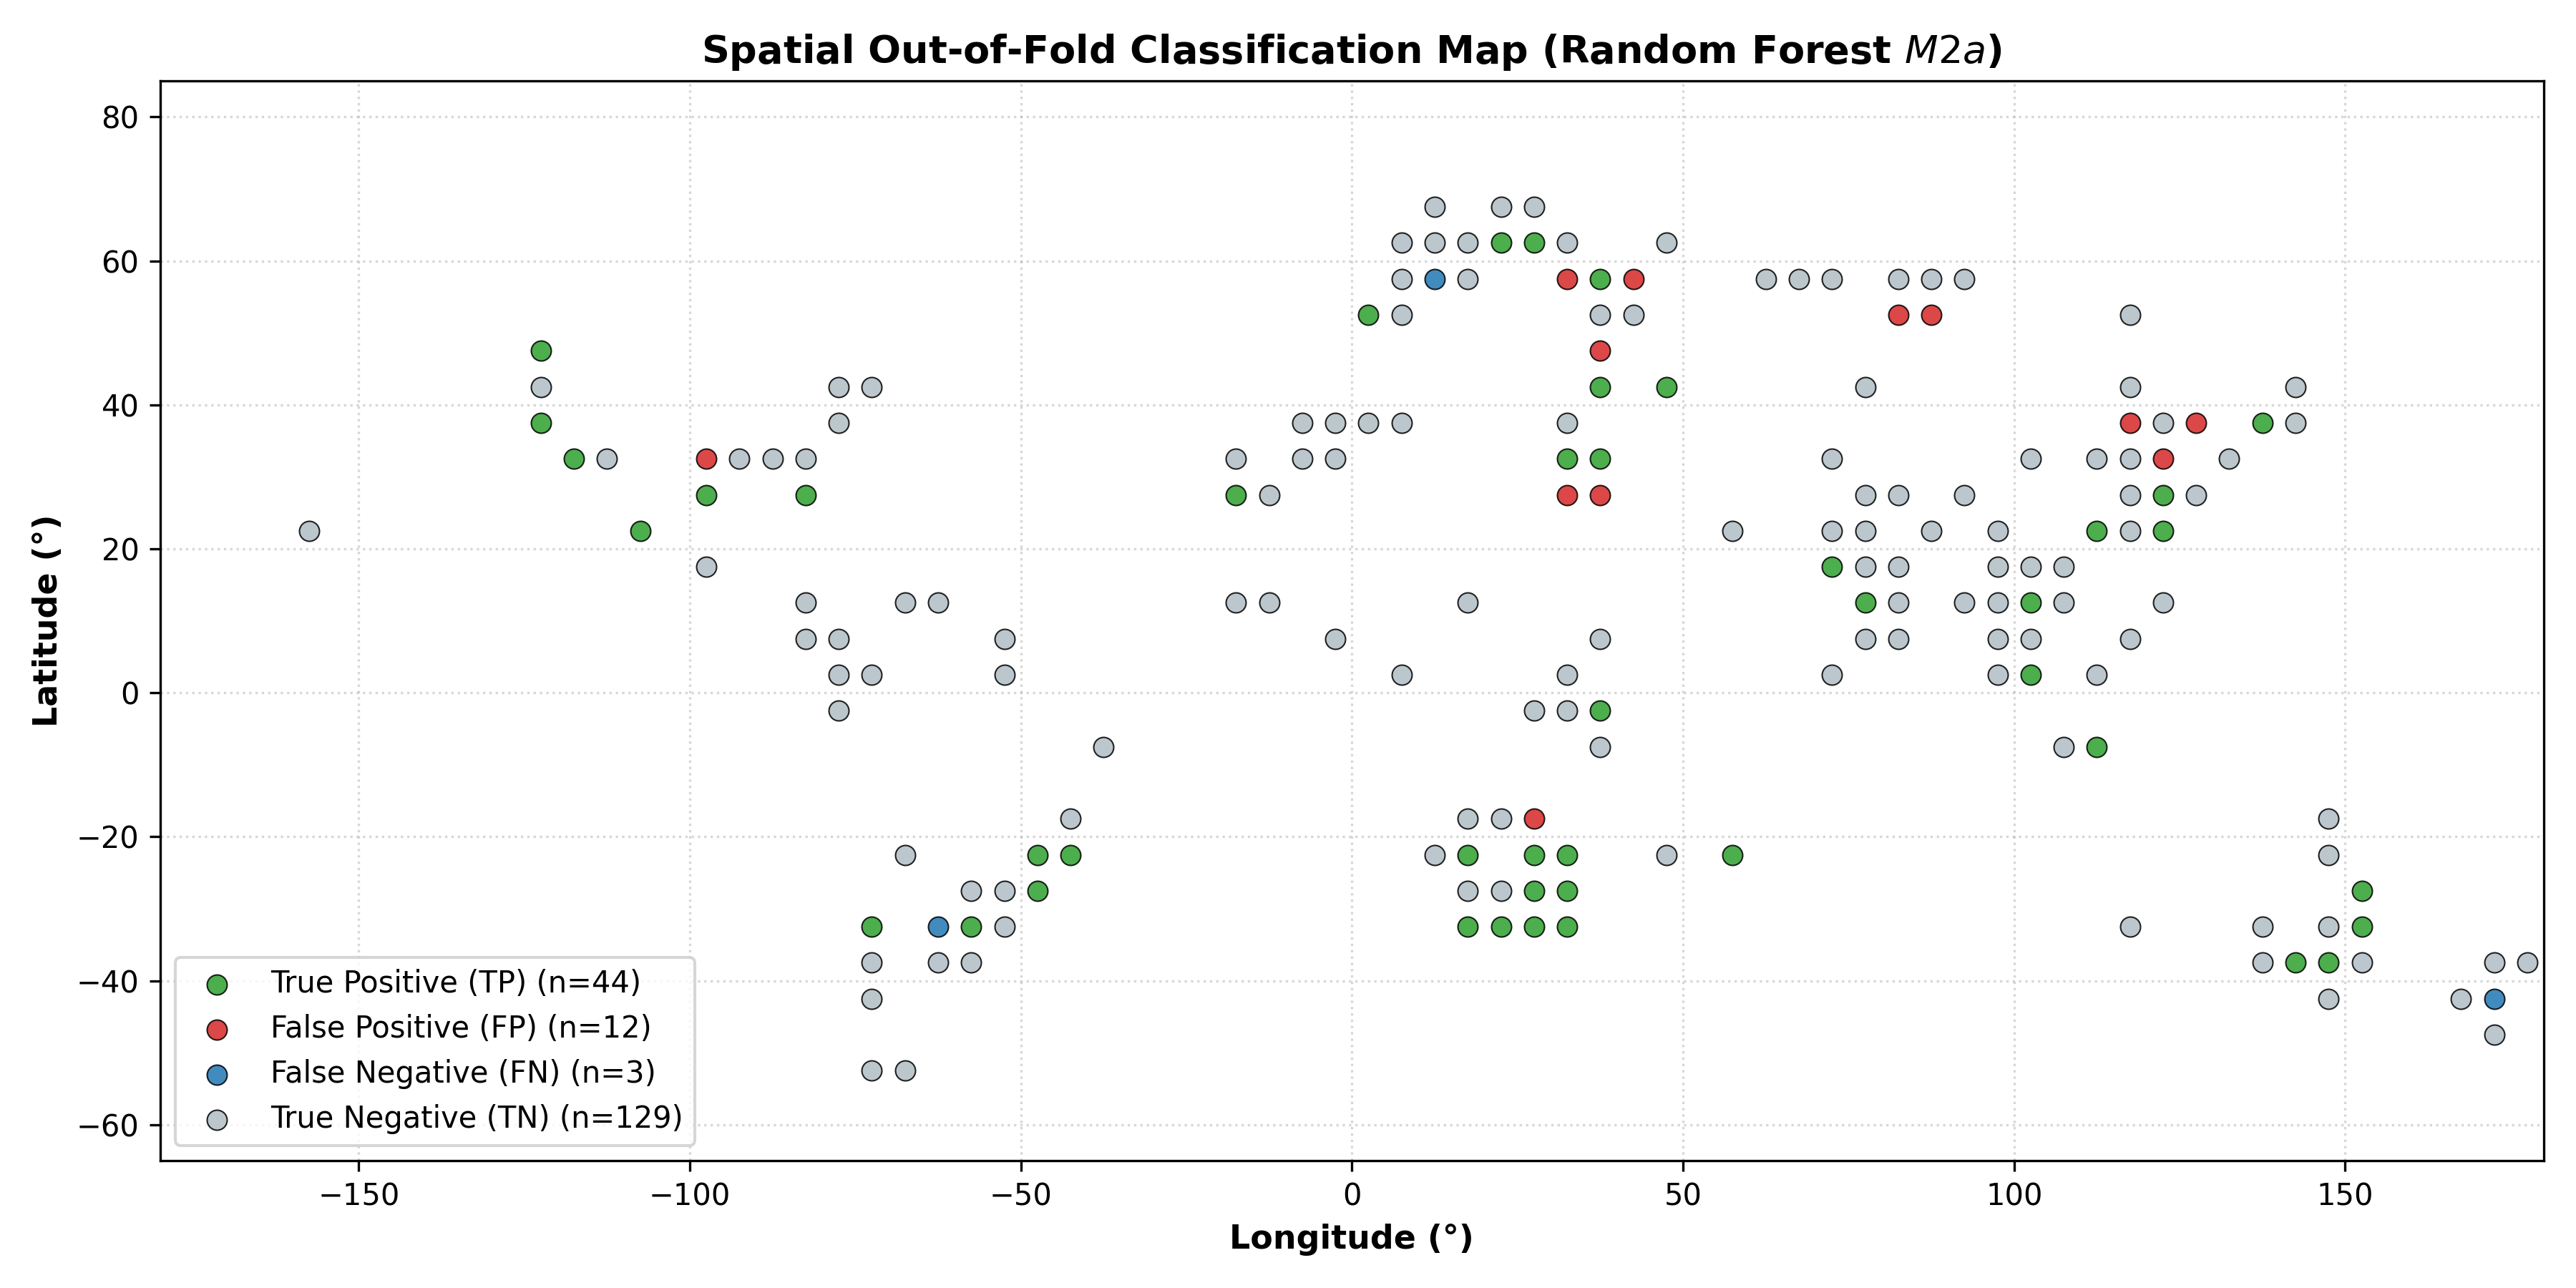 Spatial Out-of-Fold Classification Map (Random Forest M2a)
Latitude (°)
80
60
40
20
0
−20
−40
−60
True Positive (TP) (n=44)
False Positive (FP) (n=12)
False Negative (FN) (n=3)
True Negative (TN) (n=129)
−150
−100
−50
0
50
100
150
Longitude (°)